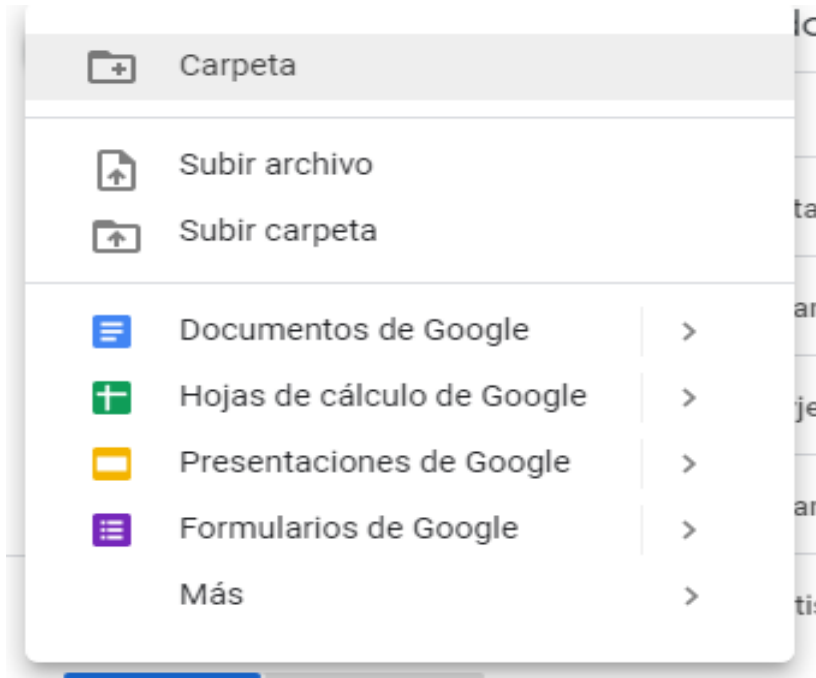 Carpeta
Subir archivo
Subir carpeta
Documentos de Google
Hojas de cálculo de Google
Presentaciones de Google
Formularios de Google
Más